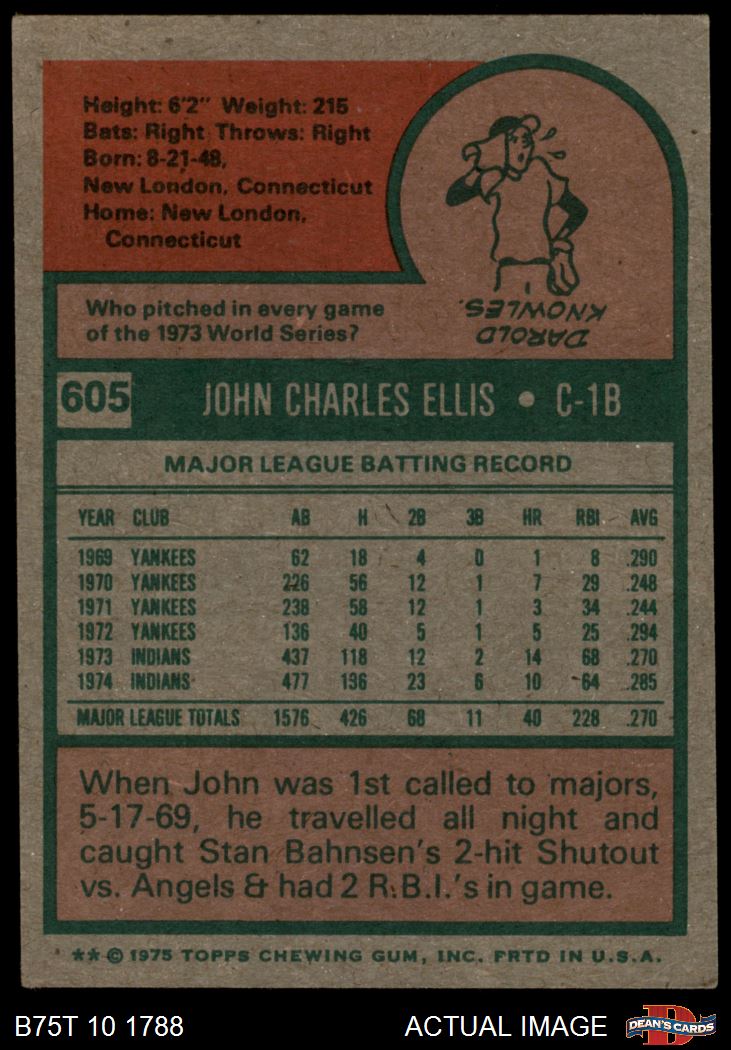 Height: 6'2" Weight: 215
Bats: Right Throws: Right
Born: 8-21-48,
New London, Connecticut
Home: New London,
Connecticut
Who pitched in every game
of the 1973 World Series?
DAROLD
KNOWLES.
605 JOHN CHARLES ELLIS • C-1B
MAJOR LEAGUE BATTING RECORD
YEAR CLUB AB H 2B 3B HR RBI AVG
1969 YANKEES 62 18 4 0 1 8 .290
1970 YANKEES 226 56 12 1 7 29 .248
1971 YANKEES 238 58 12 1 3 34 .244
1972 YANKEES 136 40 5 1 5 25 .294
1973 INDIANS 437 118 12 2 14 68 .270
1974 INDIANS 477 136 23 6 10 64 .285
MAJOR LEAGUE TOTALS 1576 426 68 11 40 228 .270
When John was 1st called to majors,
5-17-69, he travelled all night and
caught Stan Bahnsen's 2-hit Shutout
vs. Angels & had 2 R.B.I.'s in game.
** © 1975 TOPPS CHEWING GUM, INC. PRTD IN U.S.A.
B75T 10 1788 ACTUAL IMAGE DEAN'S CARDS